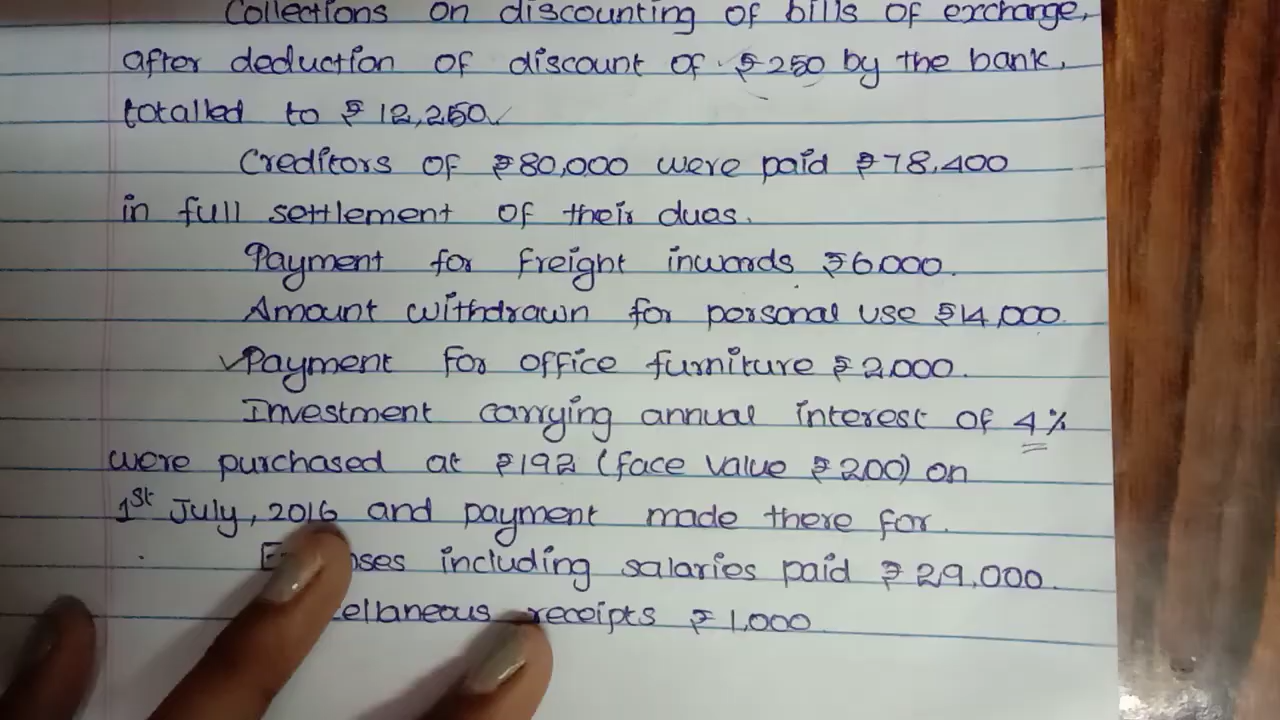 Collections on discounting of bills of exchange,
after deduction of discount of ₹250 by the bank,
totalled to ₹12,250
Creditors of ₹80,000 were paid ₹78,400
in full settlement of their dues.
Payment for freight inwards ₹6000.
Amount withdrawn for personal use ₹14,000
Payment for office furniture ₹2000.
Investment carrying annual interest of 4%
were purchased at ₹192 (face value ₹200) on
1st July, 2016 and payment made there for.
including salaries paid ₹29,000.
receipts ₹1,000